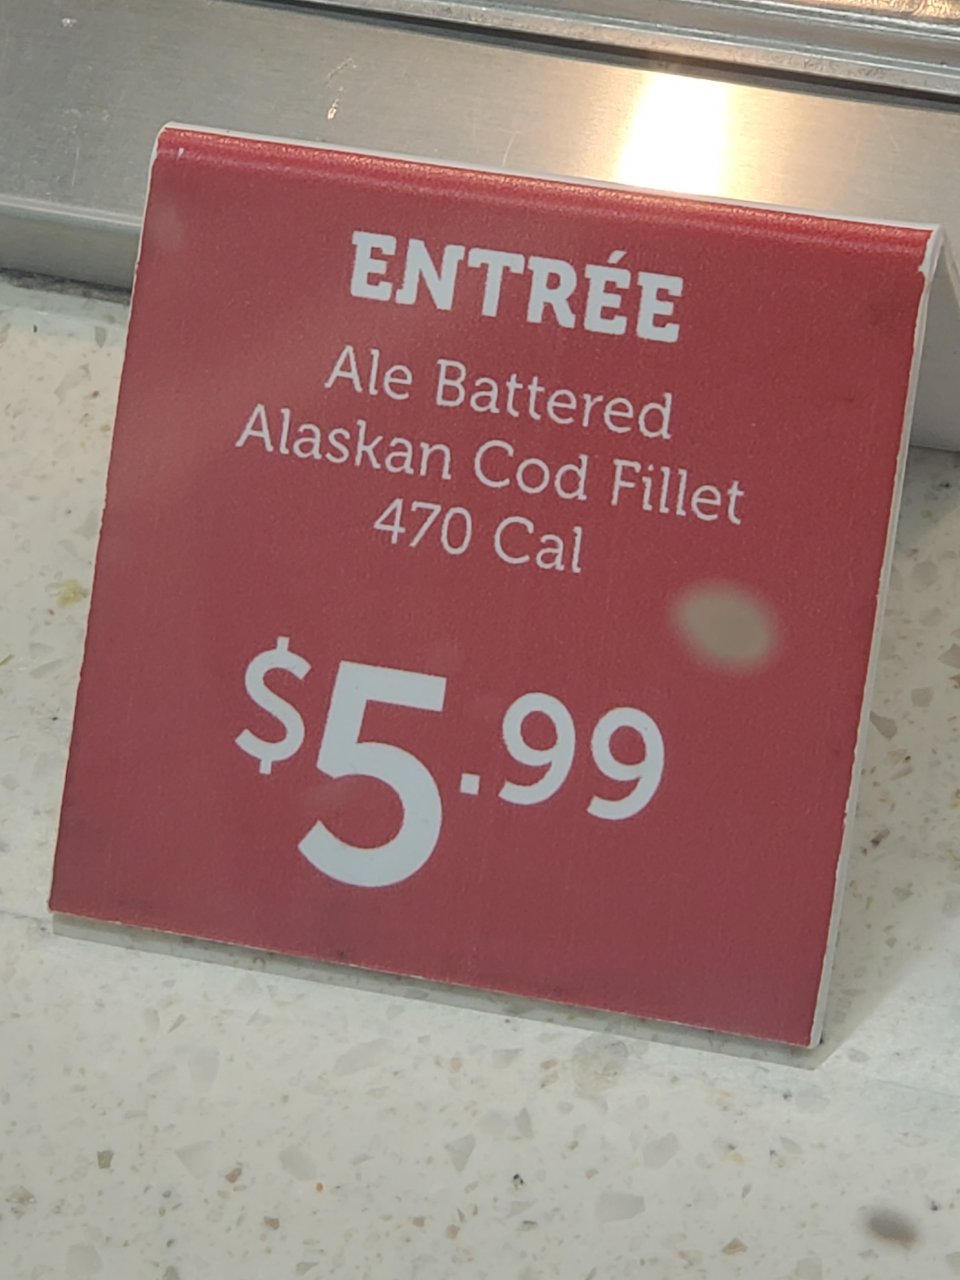 ENTRÉE
Ale Battered
Alaskan Cod Fillet
470 Cal
$5.99